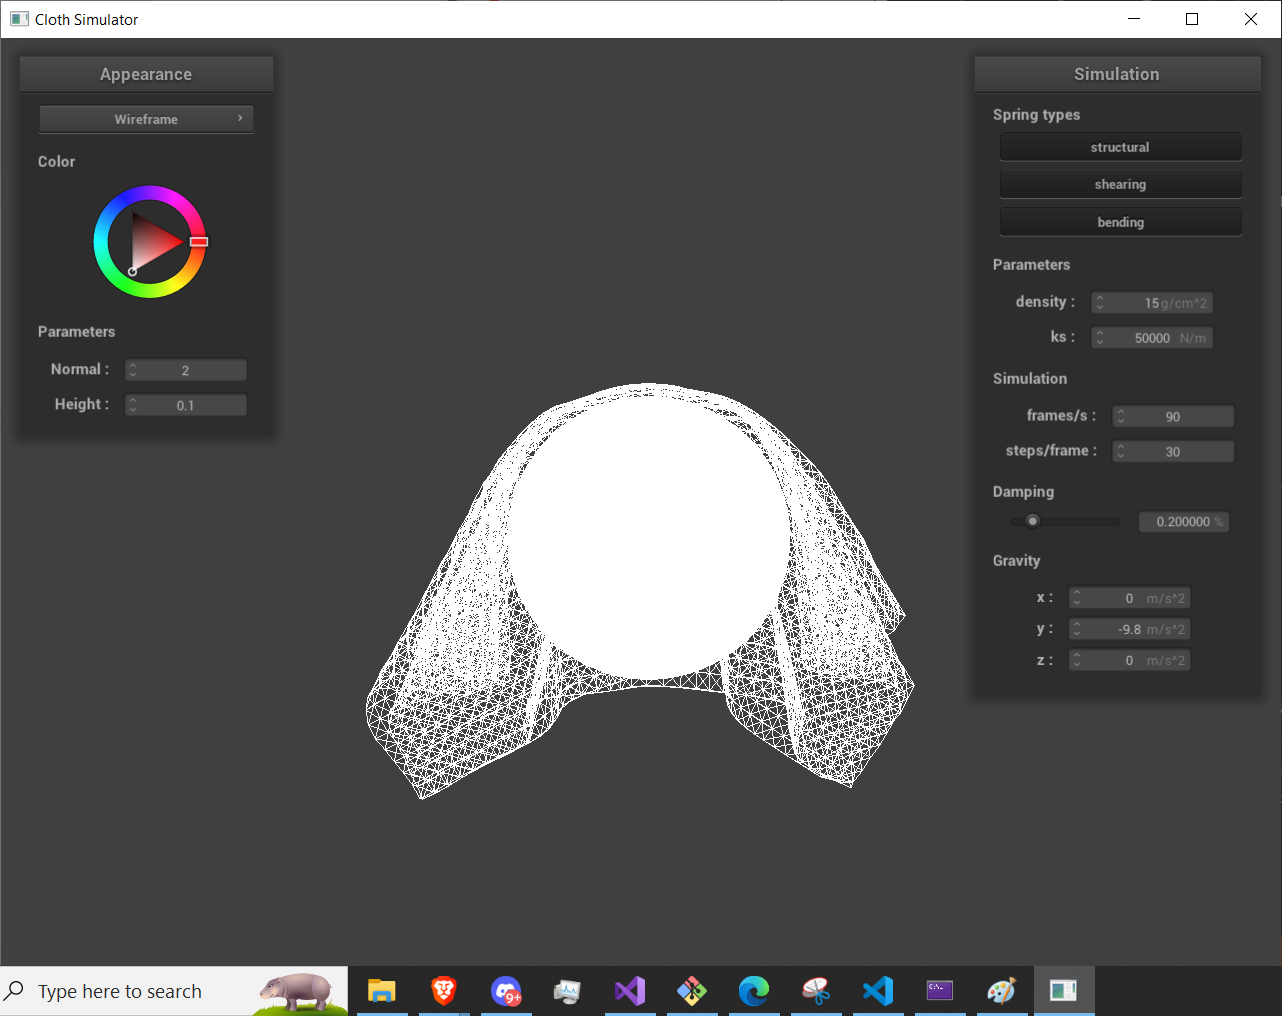 Cloth Simulator
Appearance
Wireframe
Color
Parameters
Normal : 2
Height : 0.1
Simulation
Spring types
structural
shearing
bending
Parameters
density : 15 g/cm^2
ks : 50000 N/m
Simulation
frames/s : 90
steps/frame : 30
Damping
0.200000 %
Gravity
x : 0 m/s^2
y : -9.8 m/s^2
z : 0 m/s^2
Type here to search
9+
C:\.